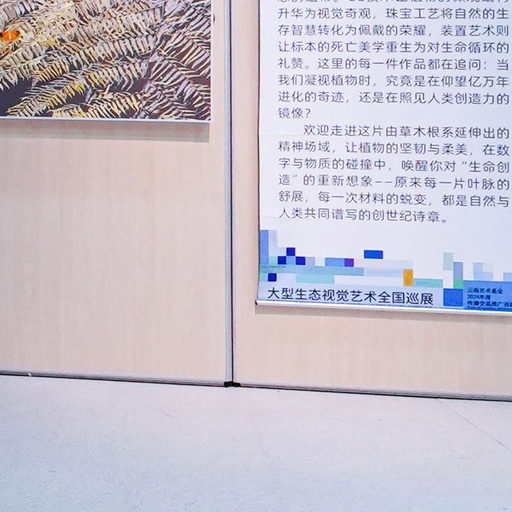 升华为视觉奇观，珠宝工艺将自然的生
存智慧转化为佩戴的荣耀，装置艺术则
让标本的死亡美学重生为对生命循环的
礼赞。这里的每一件作品都在追问：当
我们凝视植物时，究竟是在仰望亿万年
进化的奇迹，还是在照见人类创造力的
镜像？
欢迎走进这片由草木根系延伸出的
精神场域，让植物的坚韧与柔美，在数
字与物质的碰撞中，唤醒你对“生命创
造”的重新想象——原来每一片叶脉的
舒展，每一次材料的蜕变，都是自然与
人类共同谱写的创世纪诗章。
大型生态视觉艺术全国巡展